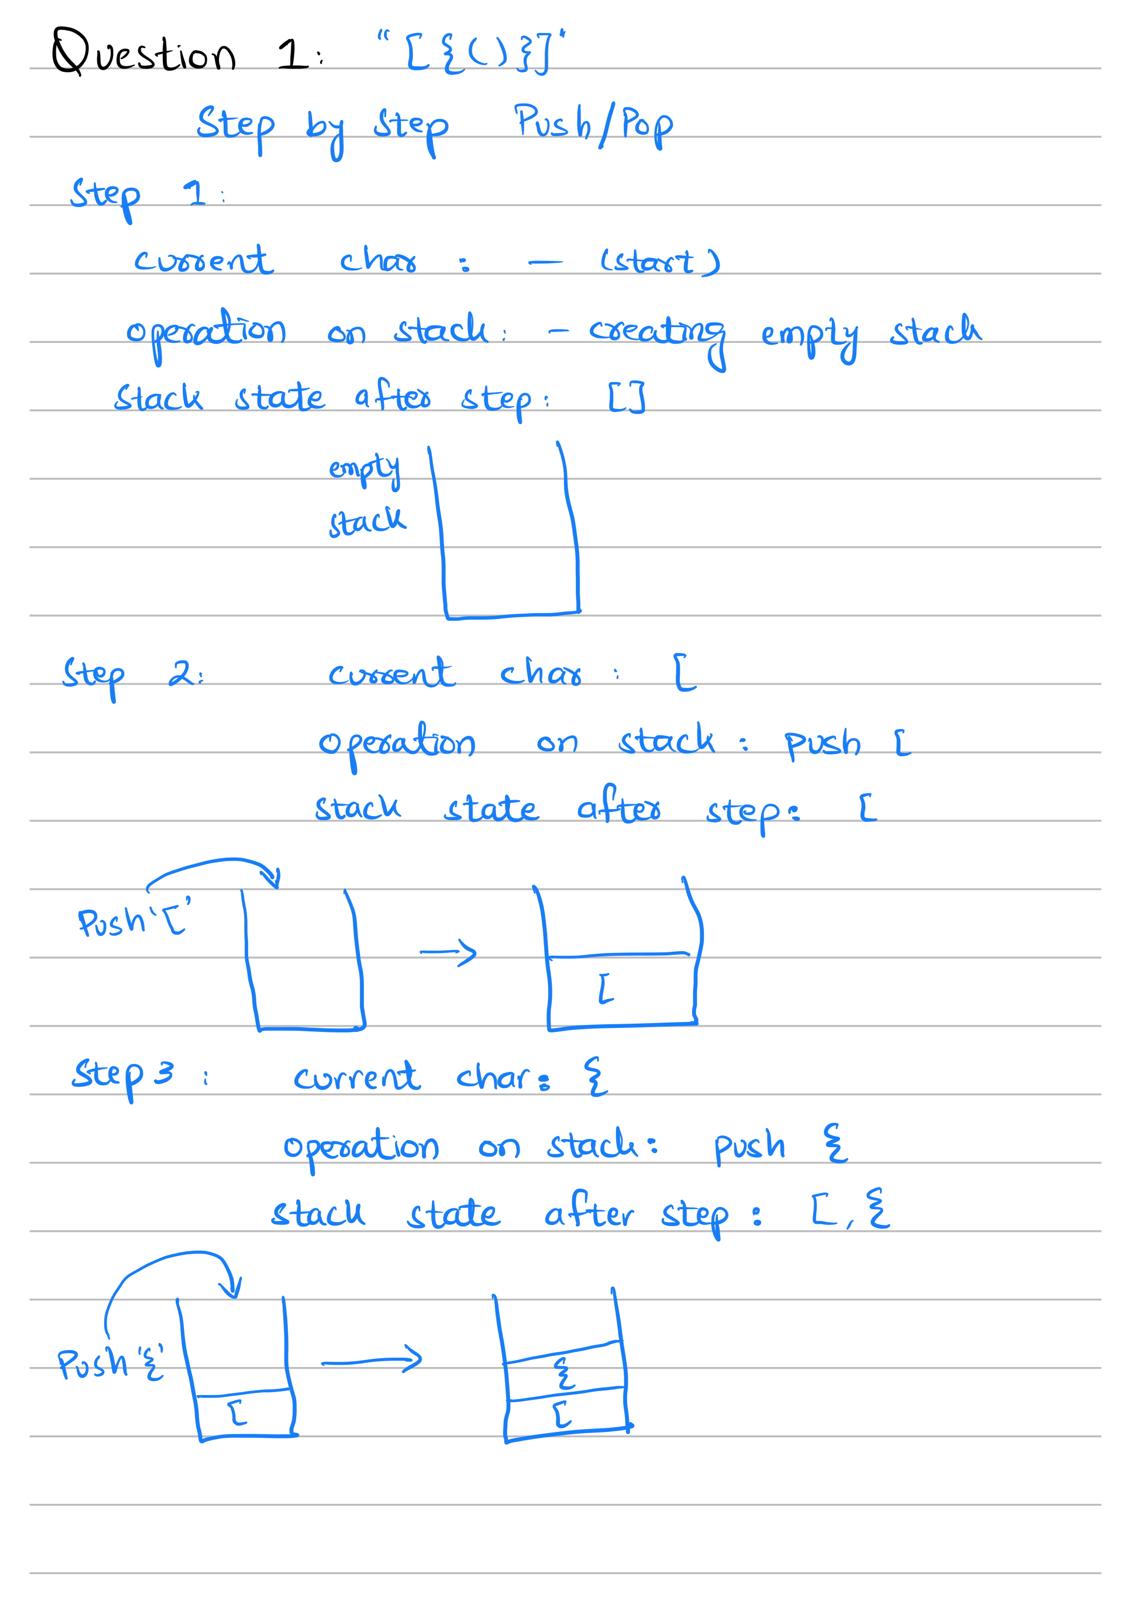 Question 1: "[{()}]"
Step by Step Push/Pop
Step 1:
current char : — (start)
operation on stack: - creating empty stack
stack state after step: []
empty
stack
Step 2: current char : [
operation on stack : push [
stack state after step: [
Push '['
[
Step 3 : current char: {
operation on stack: push {
stack state after step : [, {
Push '{'
{
[ [